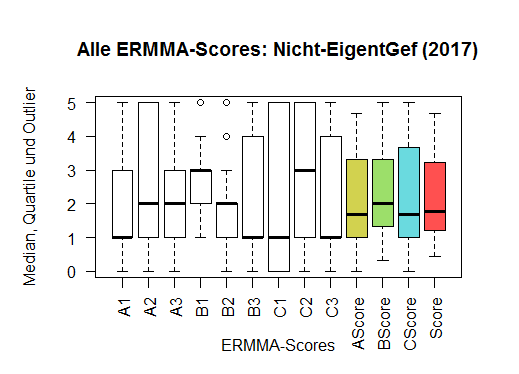 Alle ERMMA-Scores: Nicht-EigentGef (2017)
Median, Quartile und Outlier
5
4
3
2
1
0
A1
A2
A3
B1
B2
B3
C1
C2
C3
AScore
BScore
CScore
Score
ERMMA-Scores